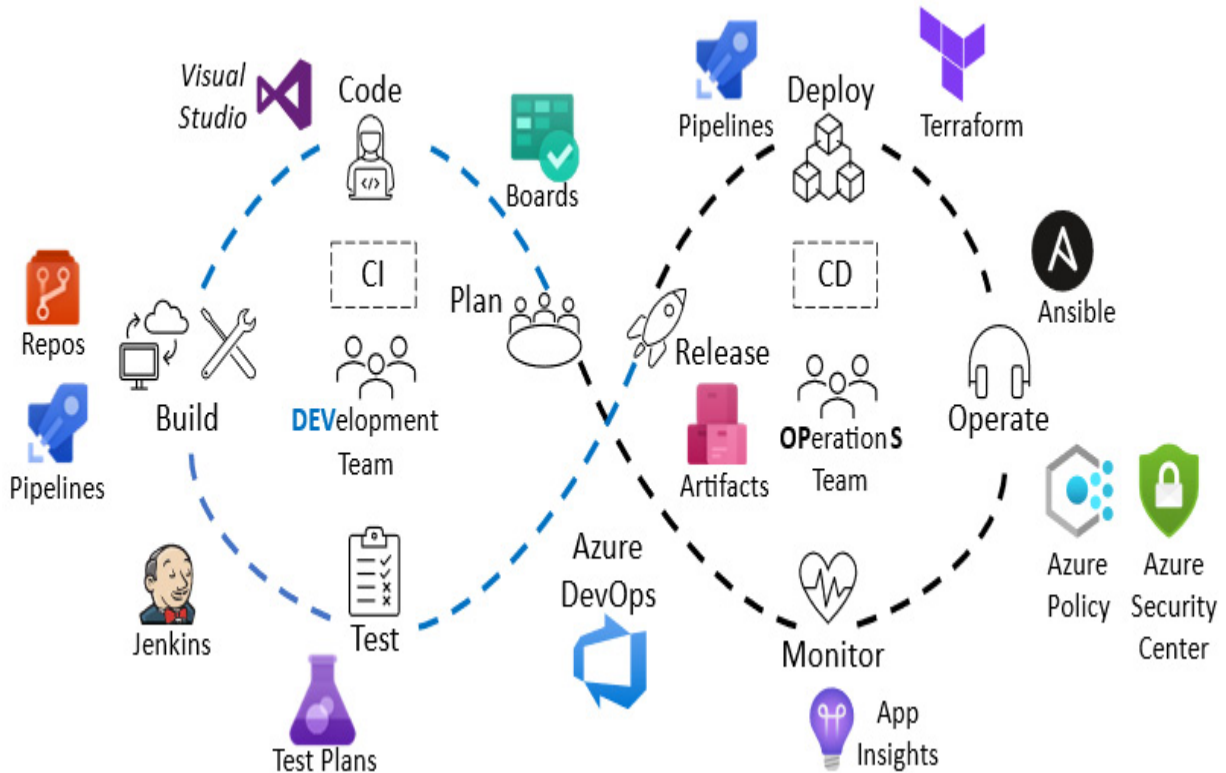 Visual
Studio
Code
Boards
Pipelines
Deploy
Terraform
CI
CD
Plan
Release
Ansible
Repos
Build
DEVelopment
Team
Artifacts
OPerationS
Team
Operate
Pipelines
Jenkins
Test
Azure
DevOps
Monitor
Azure
Policy
Azure
Security
Center
Test Plans
App
Insights